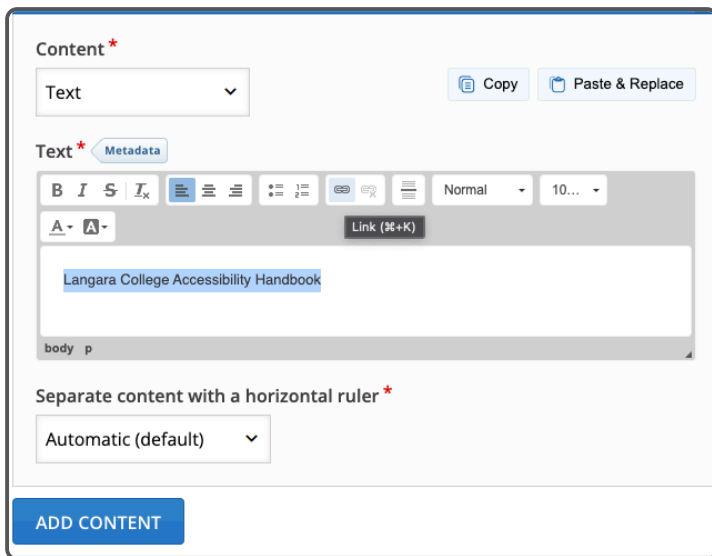 Content *
Text
Copy
Paste & Replace
Text * Metadata
B I S Ix Normal 10...
A A
Link (⌘+K)
Langara College Accessibility Handbook
body p
Separate content with a horizontal ruler *
Automatic (default)
ADD CONTENT